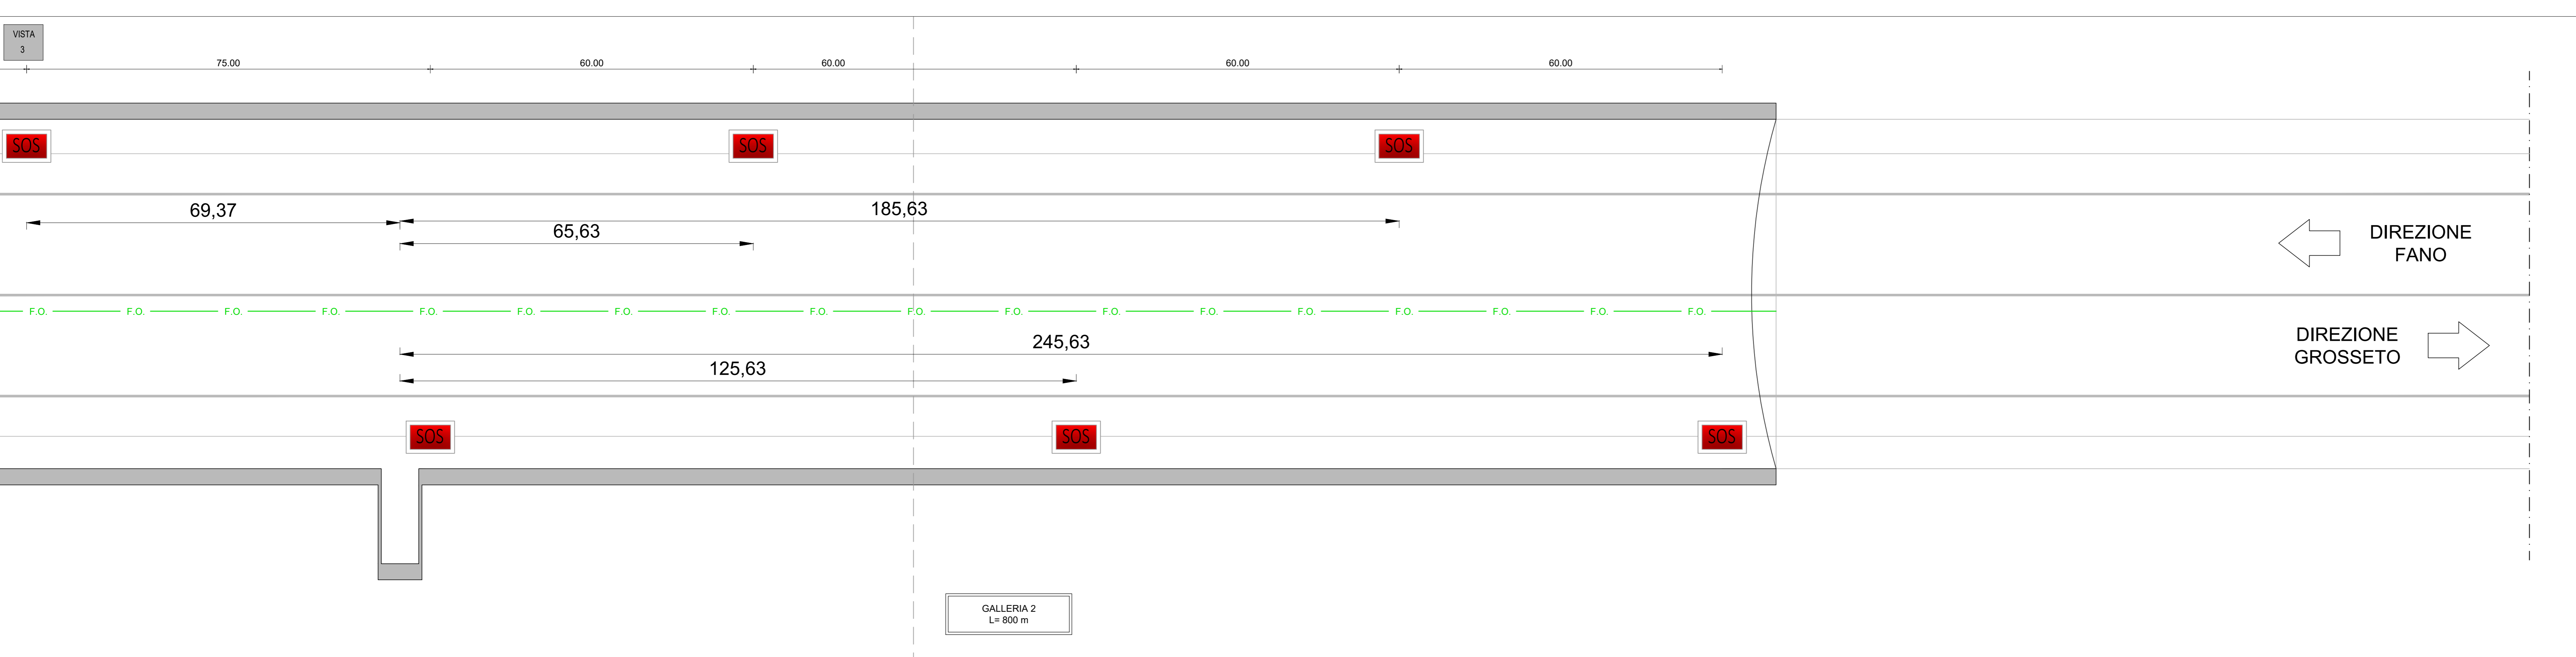 VISTA
3
75.00
60.00
60.00
60.00
60.00
SOS
SOS
SOS
69,37
185,63
65,63
DIREZIONE
FANO
F.O. F.O. F.O. F.O. F.O. F.O. F.O. F.O. F.O. F.O. F.O. F.O. F.O. F.O. F.O. F.O. F.O. F.O.
245,63
125,63
DIREZIONE
GROSSETO
SOS
SOS
SOS
GALLERIA 2
L= 800 m